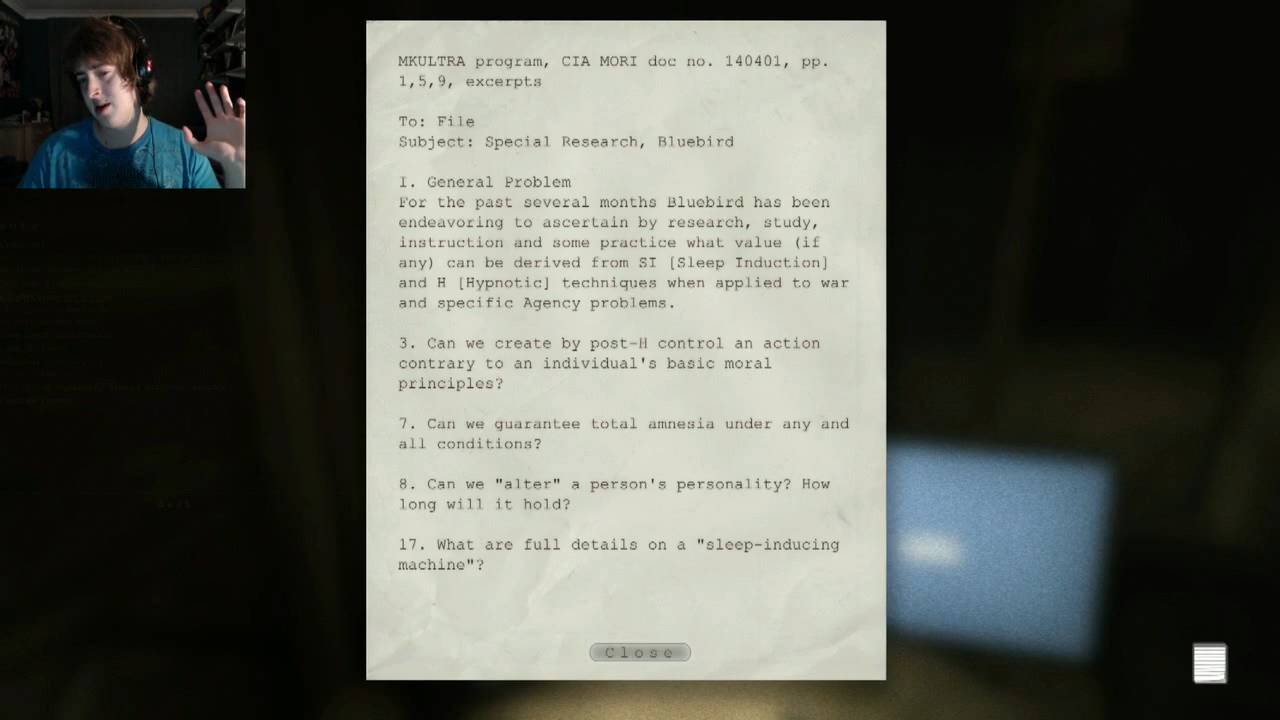 MKULTRA program, CIA MORI doc no. 140401, pp.
1,5,9, excerpts
To: File
Subject: Special Research, Bluebird
I. General Problem
For the past several months Bluebird has been
endeavoring to ascertain by research, study,
instruction and some practice what value (if
any) can be derived from SI [Sleep Induction]
and H [Hypnotic] techniques when applied to war
and specific Agency problems.
3. Can we create by post-H control an action
contrary to an individual's basic moral
principles?
7. Can we guarantee total amnesia under any and
all conditions?
8. Can we "alter" a person's personality? How
long will it hold?
17. What are full details on a "sleep-inducing
machine"?
Close